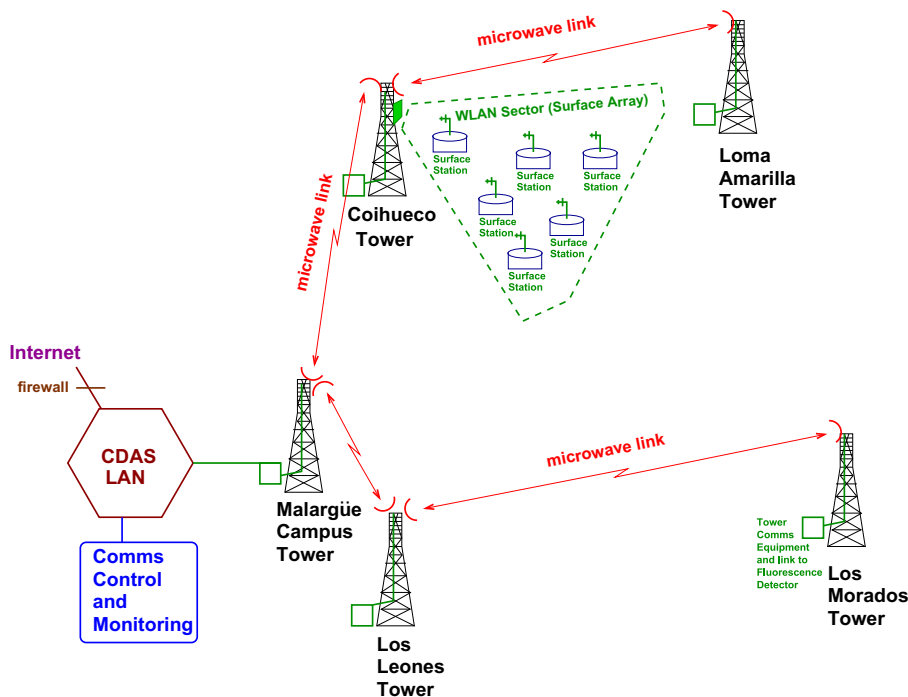 microwave link
Loma
Amarilla
Tower
WLAN Sector (Surface Array)
Surface
Station
Surface
Station
Surface
Station
Surface
Station
Surface
Station
Surface
Station
Coihueco
Tower
microwave link
Internet
firewall
CDAS
LAN
Comms
Control
and
Monitoring
Malargüe
Campus
Tower
microwave link
Los
Leones
Tower
Tower
Comms
Equipment
and link to
Fluorescence
Detector
Los
Morados
Tower